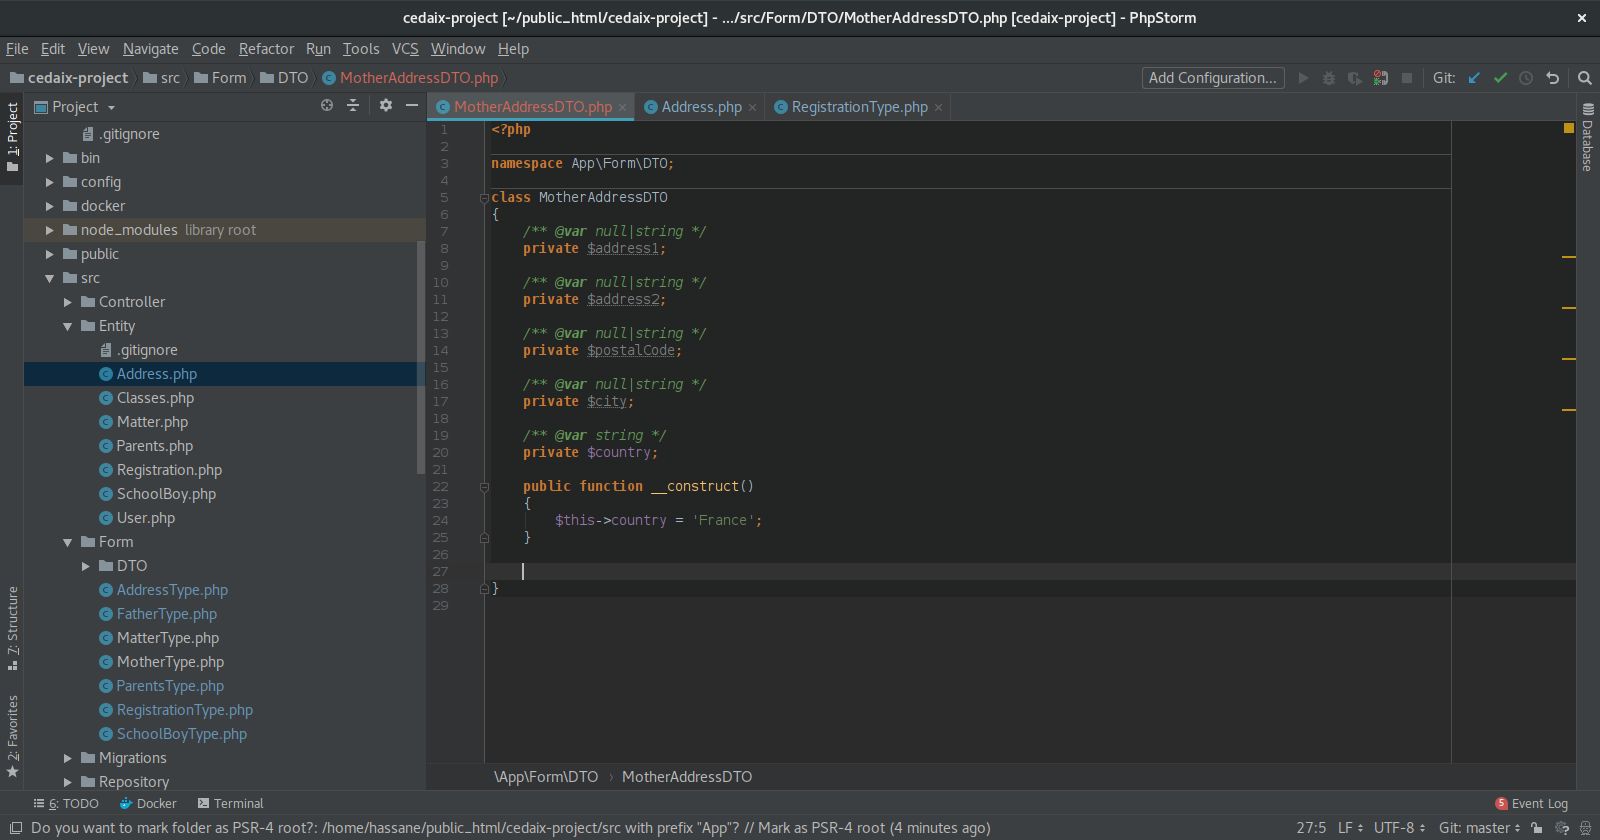 cedaix-project [~/public_html/cedaix-project] - .../src/Form/DTO/MotherAddressDTO.php [cedaix-project] - PhpStorm
File Edit View Navigate Code Refactor Run Tools VCS Window Help
cedaix-project src Form DTO MotherAddressDTO.php Add Configuration... Git:
1: Project
Project
MotherAddressDTO.php Address.php RegistrationType.php
Database
.gitignore
bin
config
docker
node_modules library root
public
src
Controller
Entity
.gitignore
Address.php
Classes.php
Matter.php
Parents.php
Registration.php
SchoolBoy.php
User.php
Form
DTO
AddressType.php
FatherType.php
MatterType.php
MotherType.php
ParentsType.php
RegistrationType.php
SchoolBoyType.php
Migrations
Repository
7: Structure
2: Favorites
1 <?php
2
3 namespace App\Form\DTO;
4
5 class MotherAddressDTO
6 {
7 /** @var null|string */
8 private $address1;
9
10 /** @var null|string */
11 private $address2;
12
13 /** @var null|string */
14 private $postalCode;
15
16 /** @var null|string */
17 private $city;
18
19 /** @var string */
20 private $country;
21
22 public function __construct()
23 {
24 $this->country = 'France';
25 }
26
27
28 }
29
\App\Form\DTO › MotherAddressDTO
6: TODO Docker Terminal 5 Event Log
Do you want to mark folder as PSR-4 root?: /home/hassane/public_html/cedaix-project/src with prefix "App"? // Mark as PSR-4 root (4 minutes ago) 27:5 LF UTF-8 Git: master